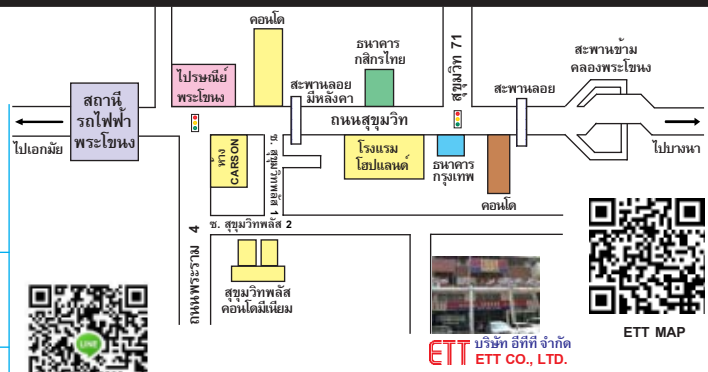 คอนโด
ธนาคาร
กสิกรไทย
สุขุมวิท 71
สะพานข้าม
คลองพระโขนง
ไปรษณีย์
พระโขนง
สะพานลอย
มีหลังคา
สะพานลอย
สถานี
รถไฟฟ้า
พระโขนง
ถนนสุขุมวิท
ไปเอกมัย
ไปบางนา
ห้าง
CARSON
ซ. สุขุมวิทพลัส 1
โรงแรม
โฮปแลนด์
ธนาคาร
กรุงเทพ
คอนโด
ซ. สุขุมวิทพลัส 2
ถนนพระราม 4
สุขุมวิทพลัส
คอนโดมีเนียม
LINE
ETT MAP
ETT บริษัท อีทีที จำกัด
ETT CO., LTD.